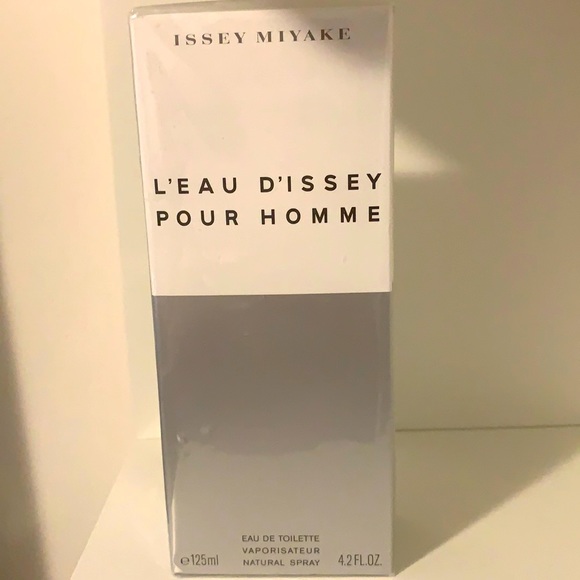 ISSEY MIYAKE
L'EAU D'ISSEY
POUR HOMME
EAU DE TOILETTE
VAPORISATEUR
℮125ml NATURAL SPRAY 4.2 FL.OZ.